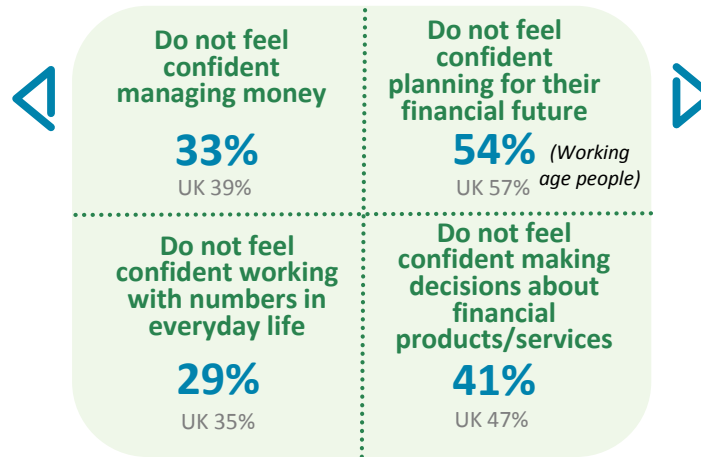 Do not feel
confident
managing money
33%
UK 39%
Do not feel
confident
planning for their
financial future
54% (Working
UK 57% age people)
Do not feel
confident working
with numbers in
everyday life
29%
UK 35%
Do not feel
confident making
decisions about
financial
products/services
41%
UK 47%